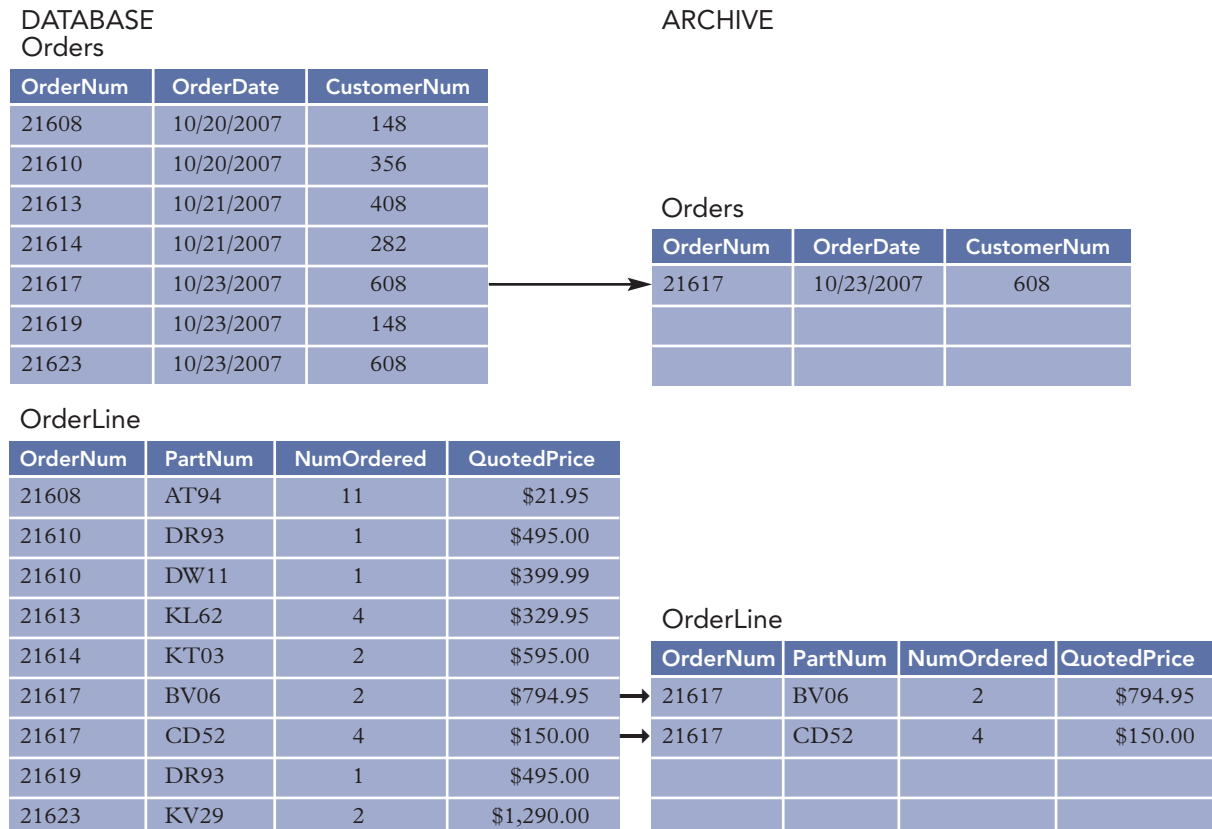 DATABASE
Orders
OrderNum OrderDate CustomerNum
21608 10/20/2007 148
21610 10/20/2007 356
21613 10/21/2007 408
21614 10/21/2007 282
21617 10/23/2007 608
21619 10/23/2007 148
21623 10/23/2007 608
ARCHIVE
Orders
OrderNum OrderDate CustomerNum
21617 10/23/2007 608
OrderLine
OrderNum PartNum NumOrdered QuotedPrice
21608 AT94 11 $21.95
21610 DR93 1 $495.00
21610 DW11 1 $399.99
21613 KL62 4 $329.95
21614 KT03 2 $595.00
21617 BV06 2 $794.95
21617 CD52 4 $150.00
21619 DR93 1 $495.00
21623 KV29 2 $1,290.00
OrderLine
OrderNum PartNum NumOrdered QuotedPrice
21617 BV06 2 $794.95
21617 CD52 4 $150.00